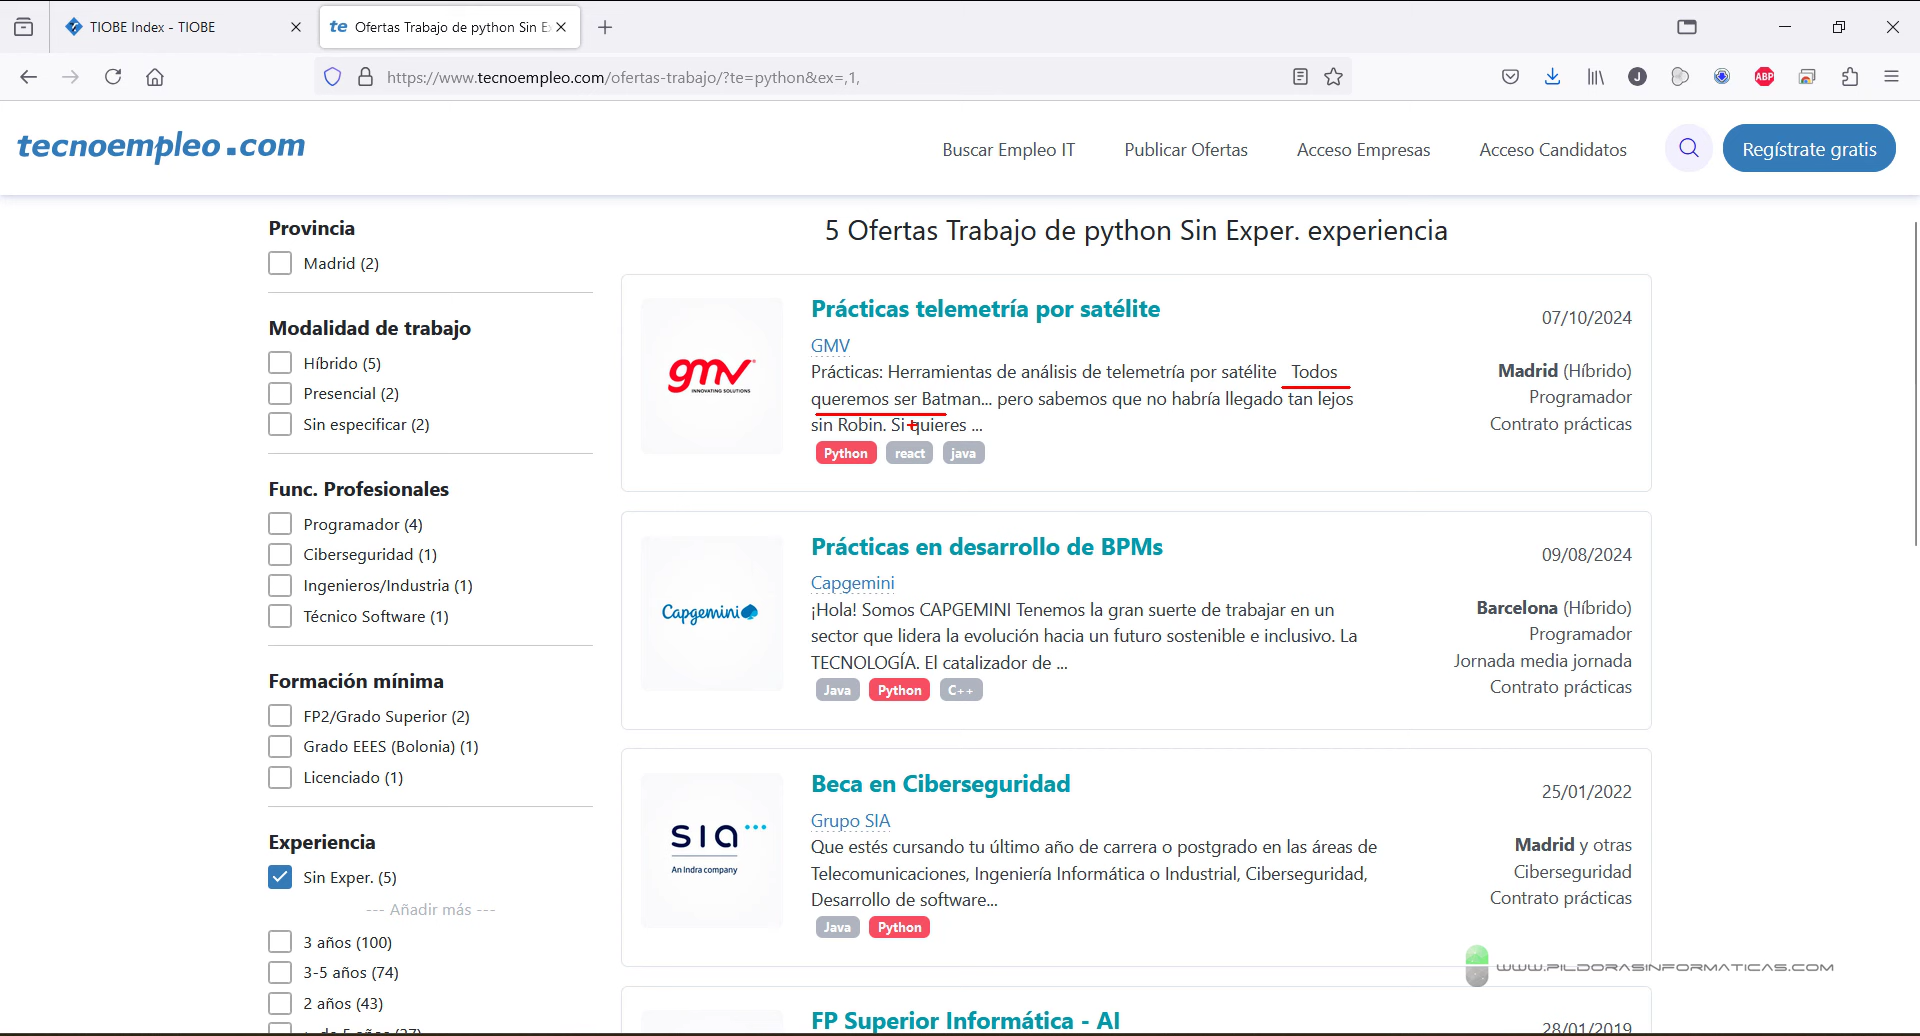 TIOBE Index - TIOBE
te Ofertas Trabajo de python Sin E
https://www.tecnoempleo.com/ofertas-trabajo/?te=python&ex=,1,
J
ABP
tecnoempleo.com
Buscar Empleo IT
Publicar Ofertas
Acceso Empresas
Acceso Candidatos
Regístrate gratis
Provincia
Madrid (2)
Modalidad de trabajo
Híbrido (5)
Presencial (2)
Sin especificar (2)
Func. Profesionales
Programador (4)
Ciberseguridad (1)
Ingenieros/Industria (1)
Técnico Software (1)
Formación mínima
FP2/Grado Superior (2)
Grado EEES (Bolonia) (1)
Licenciado (1)
Experiencia
Sin Exper. (5)
--- Añadir más ---
3 años (100)
3-5 años (74)
2 años (43)
5 Ofertas Trabajo de python Sin Exper. experiencia
gmv
INNOVATING SOLUTIONS
Prácticas telemetría por satélite
GMV
Prácticas: Herramientas de análisis de telemetría por satélite Todos
queremos ser Batman... pero sabemos que no habría llegado tan lejos
sin Robin. Si quieres ...
Python react java
07/10/2024
Madrid (Híbrido)
Programador
Contrato prácticas
Capgemini
Prácticas en desarrollo de BPMs
Capgemini
¡Hola! Somos CAPGEMINI Tenemos la gran suerte de trabajar en un
sector que lidera la evolución hacia un futuro sostenible e inclusivo. La
TECNOLOGÍA. El catalizador de ...
Java Python C++
09/08/2024
Barcelona (Híbrido)
Programador
Jornada media jornada
Contrato prácticas
sia
An Indra company
Beca en Ciberseguridad
Grupo SIA
Que estés cursando tu último año de carrera o postgrado en las áreas de
Telecomunicaciones, Ingeniería Informática o Industrial, Ciberseguridad,
Desarrollo de software...
Java Python
25/01/2022
Madrid y otras
Ciberseguridad
Contrato prácticas
WWW.PILDORASINFORMATICAS.COM
FP Superior Informática - AI
28/01/2019